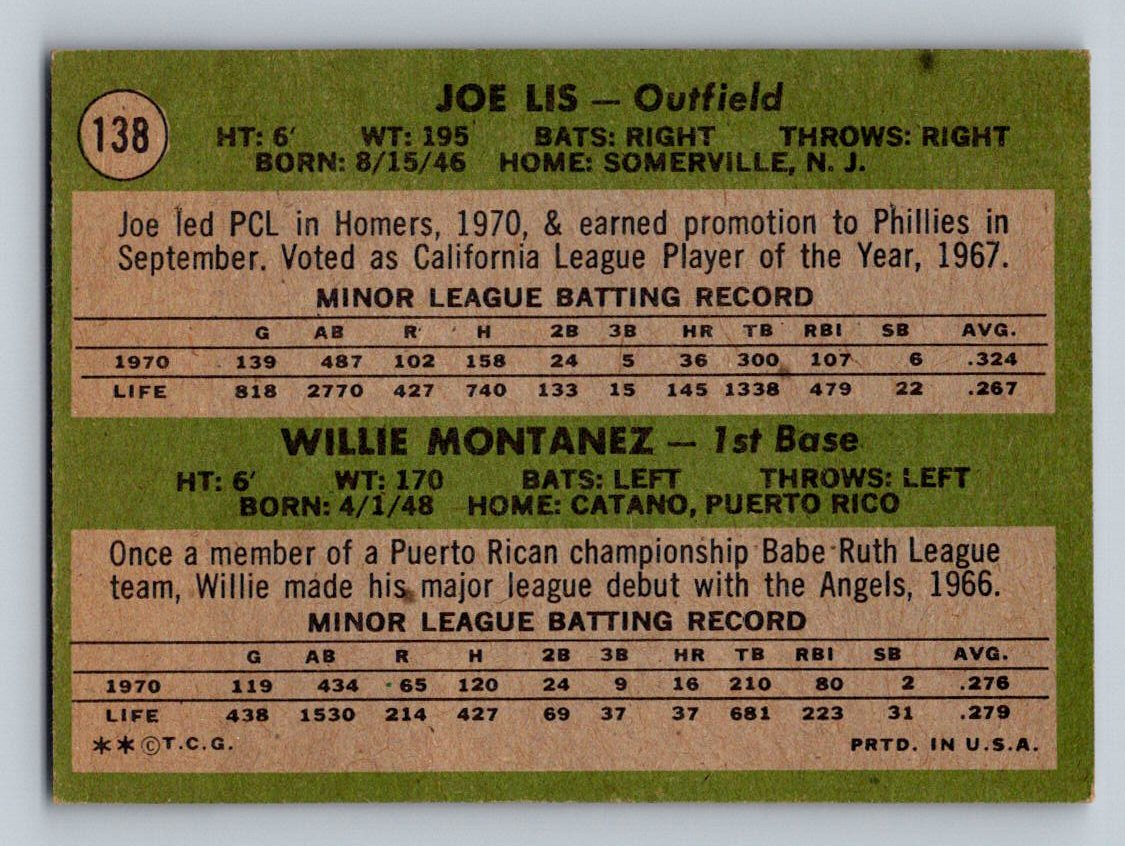 138
JOE LIS — Outfield
HT: 6' WT: 195 BATS: RIGHT THROWS: RIGHT
BORN: 8/15/46 HOME: SOMERVILLE, N. J.
Joe led PCL in Homers, 1970, & earned promotion to Phillies in
September. Voted as California League Player of the Year, 1967.
MINOR LEAGUE BATTING RECORD
G AB R H 2B 3B HR TB RBI SB AVG.
1970 139 487 102 158 24 5 36 300 107 6 .324
LIFE 818 2770 427 740 133 15 145 1338 479 22 .267
WILLIE MONTANEZ — 1st Base
HT: 6' WT: 170 BATS: LEFT THROWS: LEFT
BORN: 4/1/48 HOME: CATANO, PUERTO RICO
Once a member of a Puerto Rican championship Babe Ruth League
team, Willie made his major league debut with the Angels, 1966.
MINOR LEAGUE BATTING RECORD
G AB R H 2B 3B HR TB RBI SB AVG.
1970 119 434 65 120 24 9 16 210 80 2 .276
LIFE 438 1530 214 427 69 37 37 681 223 31 .279
**©T.C.G. PRTD. IN U.S.A.